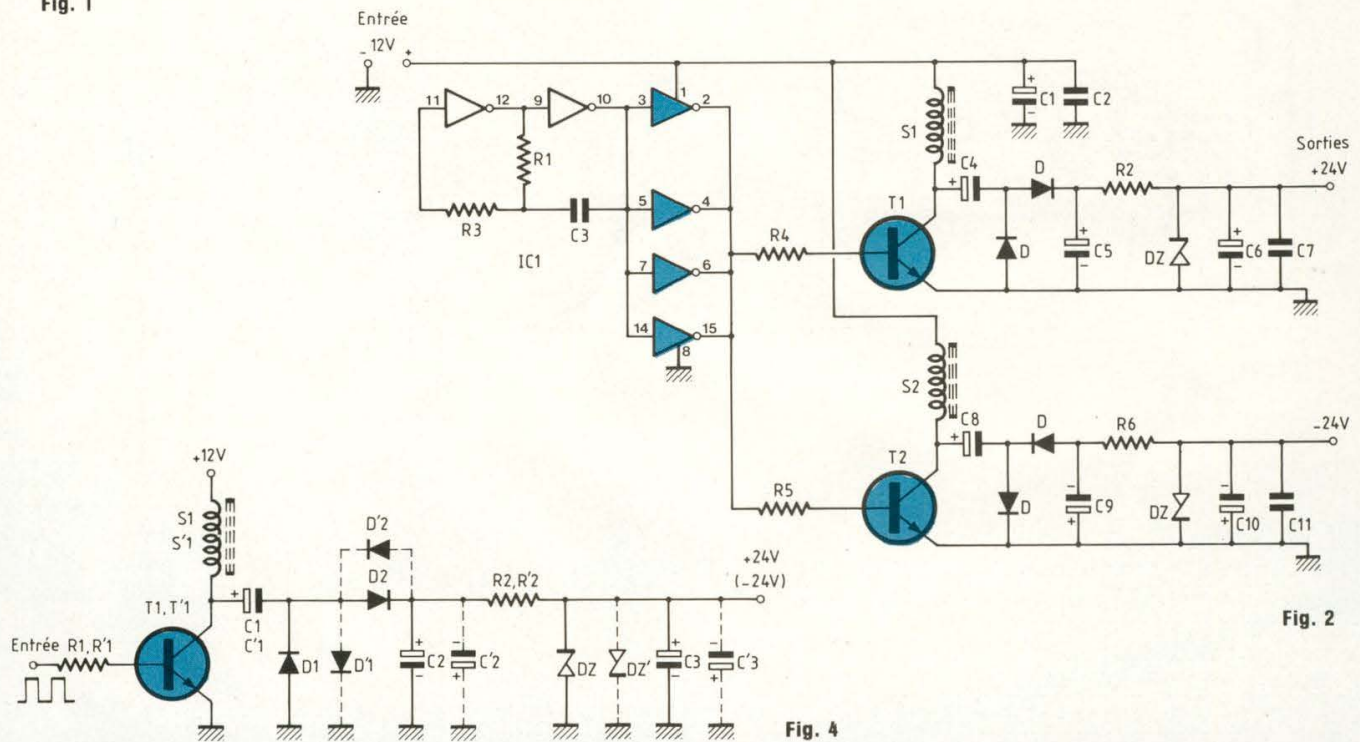 Fig. 1
Entrée
- 12V +
11 12 9 10 3 1 2
R1
R3
C3
5 4
IC1
7 6
14 15
8
R4
R5
S1
C1
+
-
C2
T1
+ C4
D
D
R2
+ C5 -
DZ
+ C6 -
C7
Sorties
+24V
S2
T2
+ C8
D
D
R6
- C9 +
DZ
- C10 +
C11
-24V
Fig. 2
+12V
S1
S'1
T1, T'1
Entrée R1, R'1
+ C1
C'1
D1
D'1
D'2
D2
+ C2 -
- C'2 +
R2, R'2
DZ
DZ'
+ C3 -
- C'3 +
+24V
(-24V)
Fig. 4